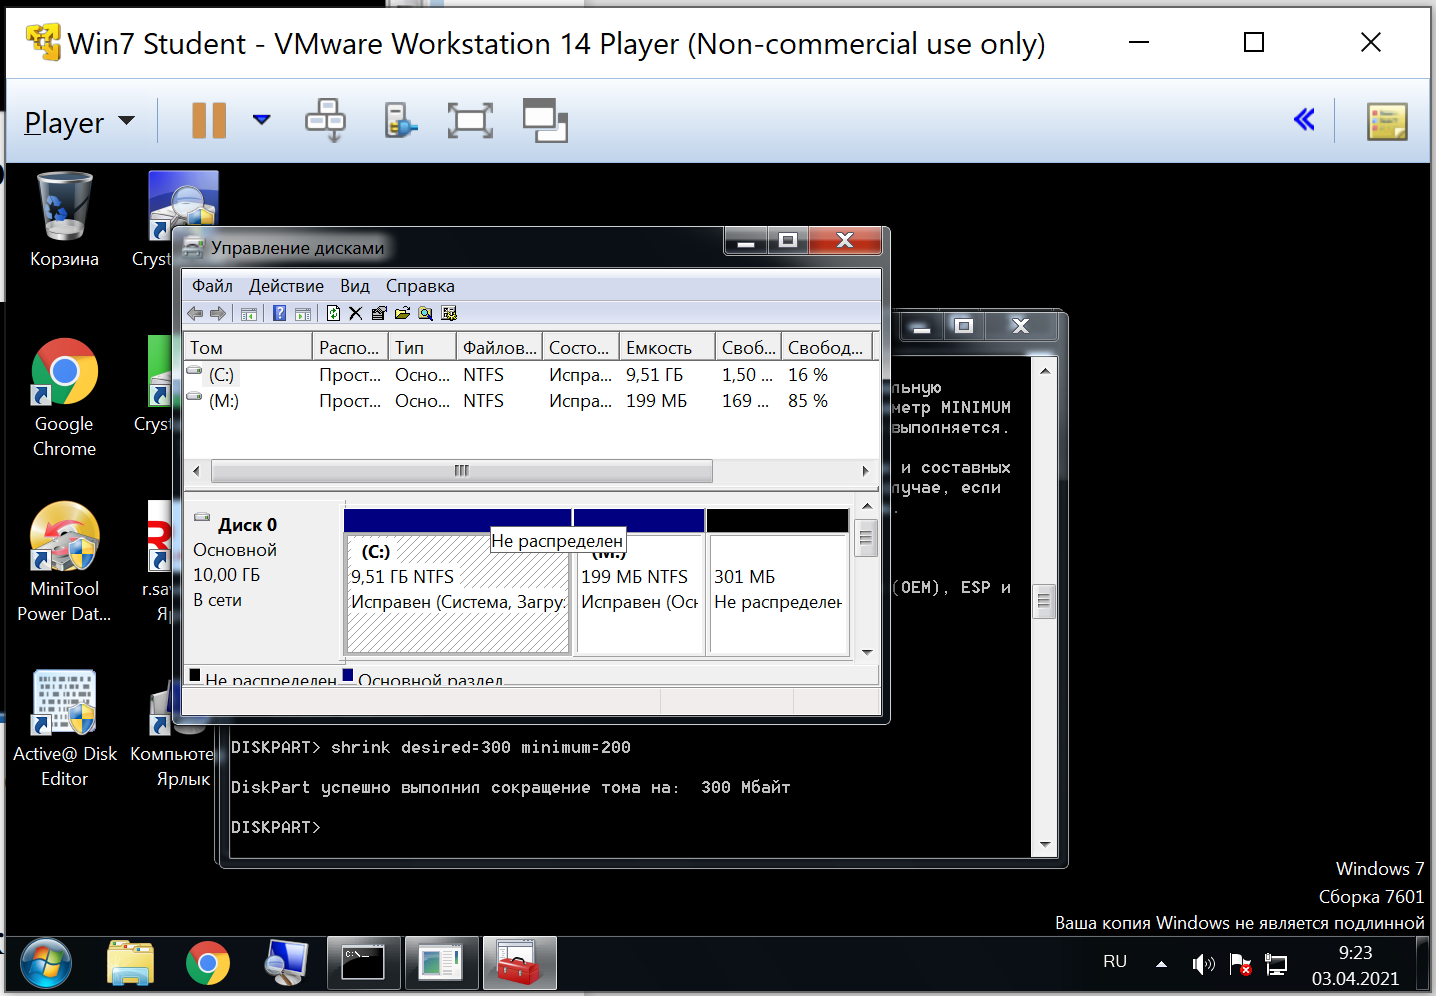 Win7 Student - VMware Workstation 14 Player (Non-commercial use only)
Player
Корзина
Cryst
Google
Chrome
Cryst
MiniTool
Power Dat...
r.sav
Яр
Active@ Disk
Editor
Компьюте
Ярлык
Управление дисками
Файл Действие Вид Справка
Том Распо... Тип Файлов... Состо... Емкость Своб... Свобод...
(C:) Прост... Осно... NTFS Испра... 9,51 ГБ 1,50 ... 16 %
(M:) Прост... Осно... NTFS Испра... 199 МБ 169 ... 85 %
Диск 0
Основной
10,00 ГБ
В сети
(C:)
9,51 ГБ NTFS
Исправен (Система, Загру
Не распределен
(M:)
199 МБ NTFS
Исправен (Осн
301 МБ
Не распределен
Не распределен Основной раздел
льную
метр MINIMUM
выполняется.
и составных
лучае, если
(OEM), ESP и
DISKPART> shrink desired=300 minimum=200
DiskPart успешно выполнил сокращение тома на: 300 Мбайт
DISKPART>
Windows 7
Сборка 7601
Ваша копия Windows не является подлинной
C:\_
RU
9:23
03.04.2021